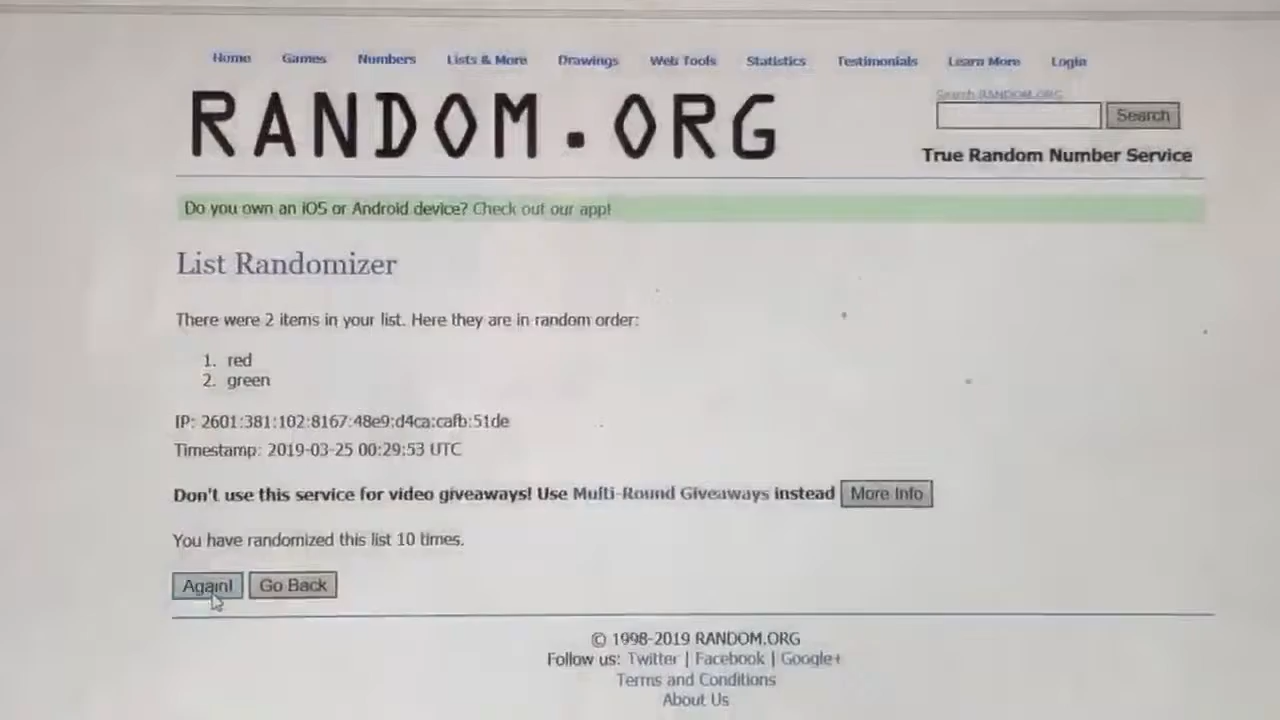 Home Games Numbers Lists & More Drawings Web Tools Statistics Testimonials Learn More Login
RANDOM.ORG
Search RANDOM.ORG
Search
True Random Number Service
Do you own an iOS or Android device? Check out our app!
List Randomizer
There were 2 items in your list. Here they are in random order:
1. red
2. green
IP: 2601:381:102:8167:48e9:d4ca:cafb:51de
Timestamp: 2019-03-25 00:29:53 UTC
Don't use this service for video giveaways! Use Multi-Round Giveaways instead More Info
You have randomized this list 10 times.
Again! Go Back
© 1998-2019 RANDOM.ORG
Follow us: Twitter | Facebook | Google+
Terms and Conditions
About Us